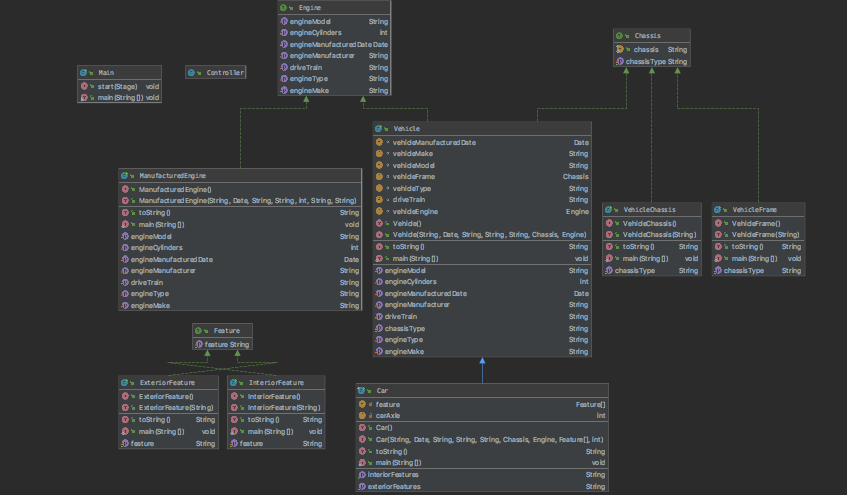 Engine
engineModel String
engineCylinders int
engineManufacturedDate Date
engineManufacturer String
driveTrain String
engineType String
engineMake String
Chassis
chassis String
chassisType String
Main
start(Stage) void
main(String[]) void
Controller
Vehicle
vehicleManufacturedDate Date
vehicleMake String
vehicleModel String
vehicleFrame Chassis
vehicleType String
driveTrain String
vehicleEngine Engine
Vehicle()
Vehicle(String, Date, String, String, String, Chassis, Engine)
toString() String
main(String[]) void
engineModel String
engineCylinders int
engineManufacturedDate Date
engineManufacturer String
driveTrain String
chassisType String
engineType String
engineMake String
ManufacturedEngine
ManufacturedEngine()
ManufacturedEngine(String, Date, String, String, int, String, String)
toString() String
main(String[]) void
engineModel String
engineCylinders int
engineManufacturedDate Date
engineManufacturer String
driveTrain String
engineType String
engineMake String
VehicleChassis
VehicleChassis()
VehicleChassis(String)
toString() String
main(String[]) void
chassisType String
VehicleFrame
VehicleFrame()
VehicleFrame(String)
toString() String
main(String[]) void
chassisType String
Feature
feature String
ExteriorFeature
ExteriorFeature()
ExteriorFeature(String)
toString() String
main(String[]) void
feature String
InteriorFeature
InteriorFeature()
InteriorFeature(String)
toString() String
main(String[]) void
feature String
Car
feature Feature[]
carAxle int
Car()
Car(String, Date, String, String, String, Chassis, Engine, Feature[], int)
toString() String
main(String[]) void
interiorFeatures String
exteriorFeatures String